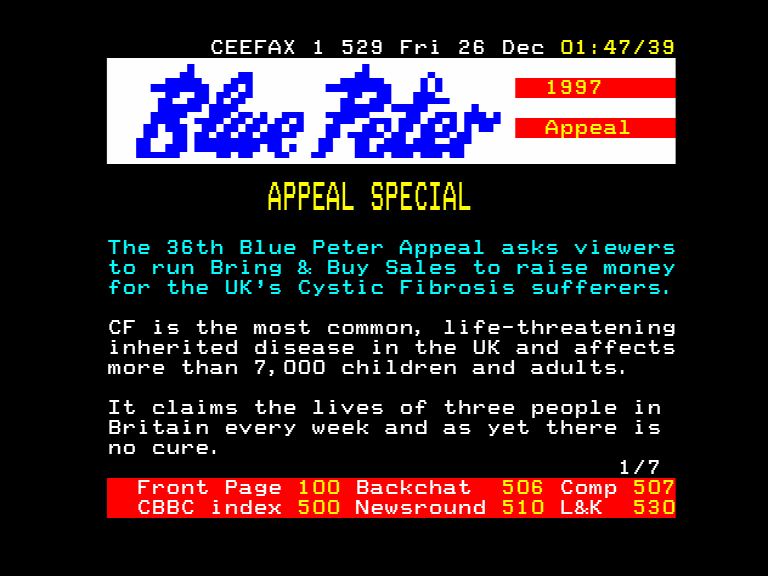 CEEFAX 1 529 Fri 26 Dec 01:47/39
Blue Peter
1997
Appeal
APPEAL SPECIAL
The 36th Blue Peter Appeal asks viewers
to run Bring & Buy Sales to raise money
for the UK's Cystic Fibrosis sufferers.
CF is the most common, life-threatening
inherited disease in the UK and affects
more than 7,000 children and adults.
It claims the lives of three people in
Britain every week and as yet there is
no cure.
1/7
Front Page 100 Backchat 506 Comp 507
CBBC index 500 Newsround 510 L&K 530